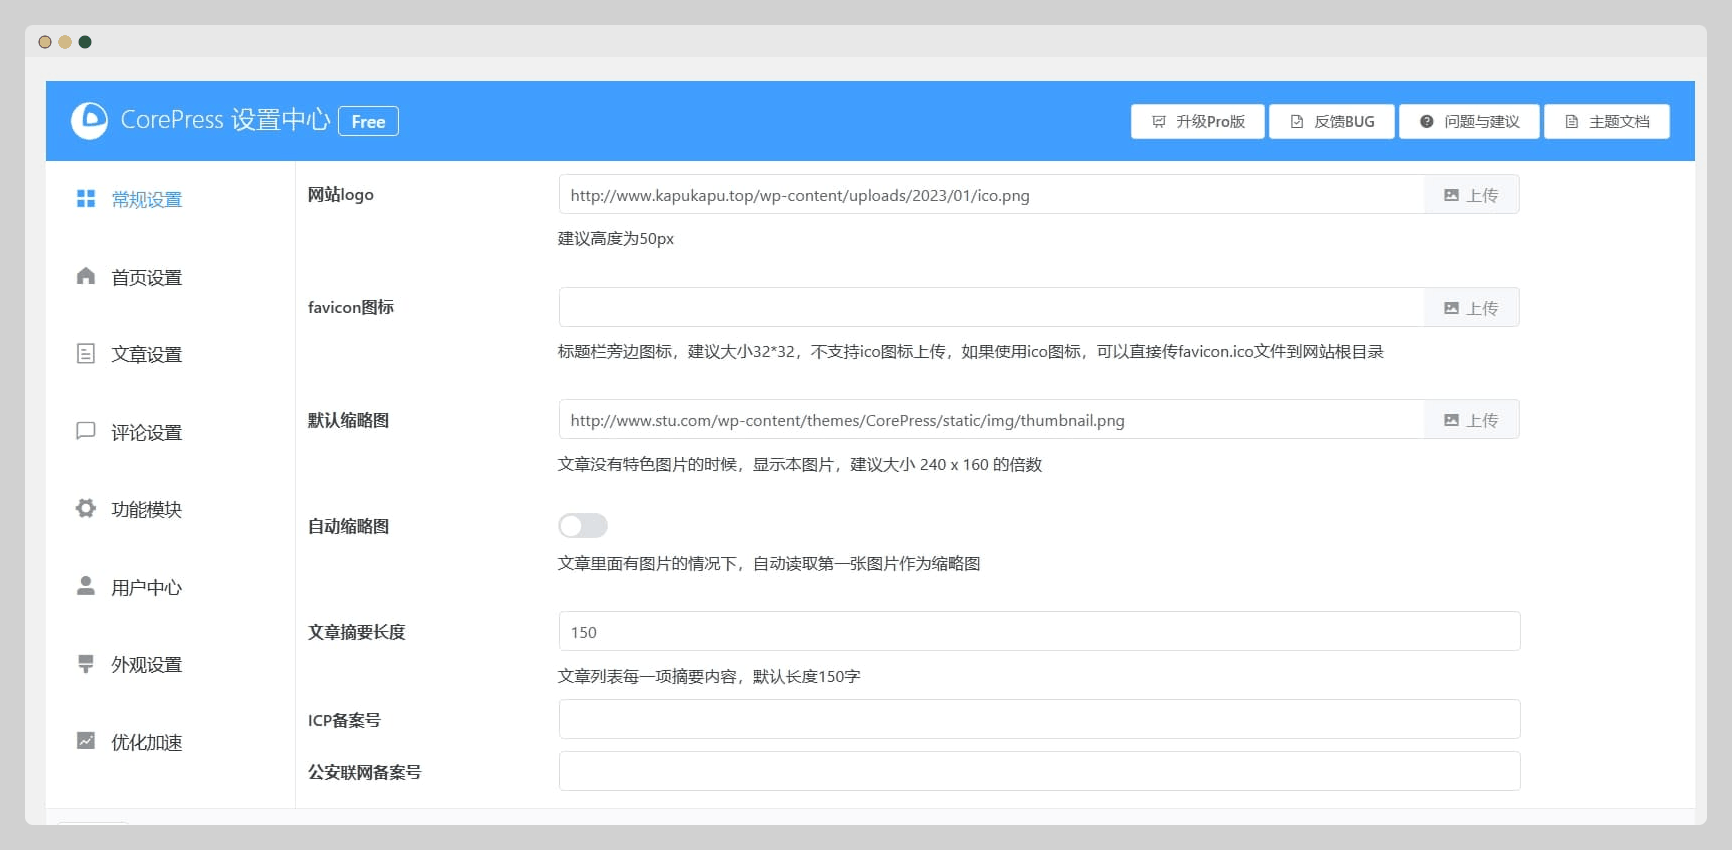 CorePress 设置中心 Free
升级Pro版 反馈BUG 问题与建议 主题文档
常规设置
首页设置
文章设置
评论设置
功能模块
用户中心
外观设置
优化加速
网站logo http://www.kapukapu.top/wp-content/uploads/2023/01/ico.png 上传
建议高度为50px
favicon图标 上传
标题栏旁边图标，建议大小32*32，不支持ico图标上传，如果使用ico图标，可以直接传favicon.ico文件到网站根目录
默认缩略图 http://www.stu.com/wp-content/themes/CorePress/static/img/thumbnail.png 上传
文章没有特色图片的时候，显示本图片，建议大小 240 x 160 的倍数
自动缩略图
文章里面有图片的情况下，自动读取第一张图片作为缩略图
文章摘要长度 150
文章列表每一项摘要内容，默认长度150字
ICP备案号
公安联网备案号